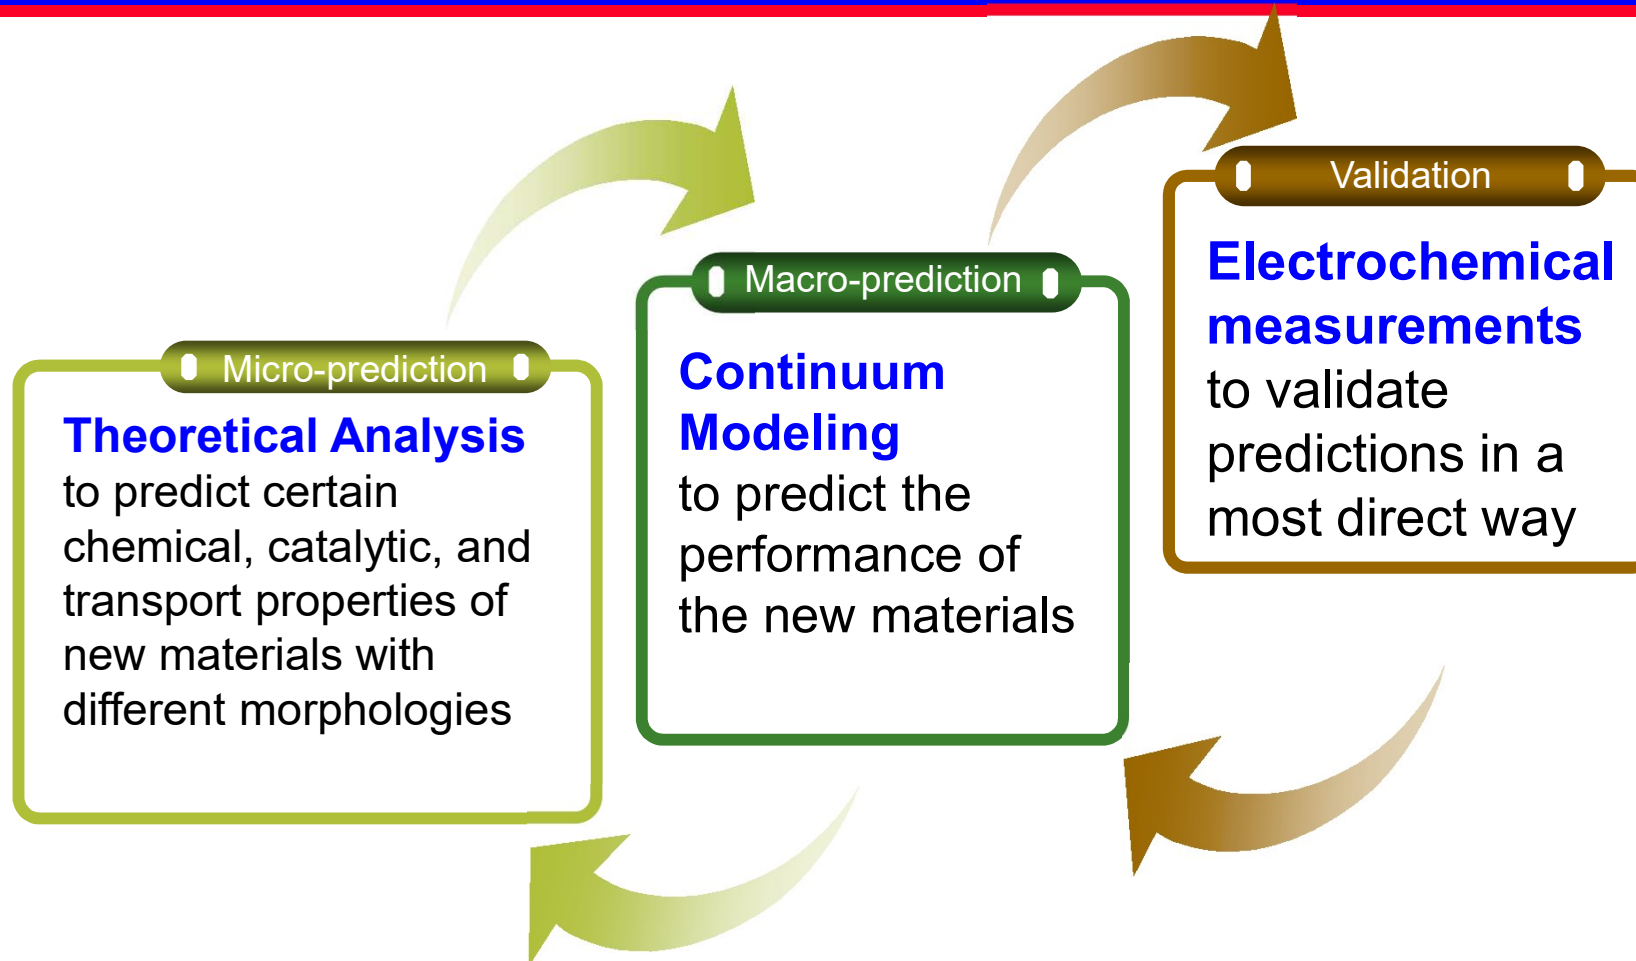 Micro-prediction
Theoretical Analysis
to predict certain
chemical, catalytic, and
transport properties of
new materials with
different morphologies
Macro-prediction
Continuum
Modeling
to predict the
performance of
the new materials
Validation
Electrochemical
measurements
to validate
predictions in a
most direct way